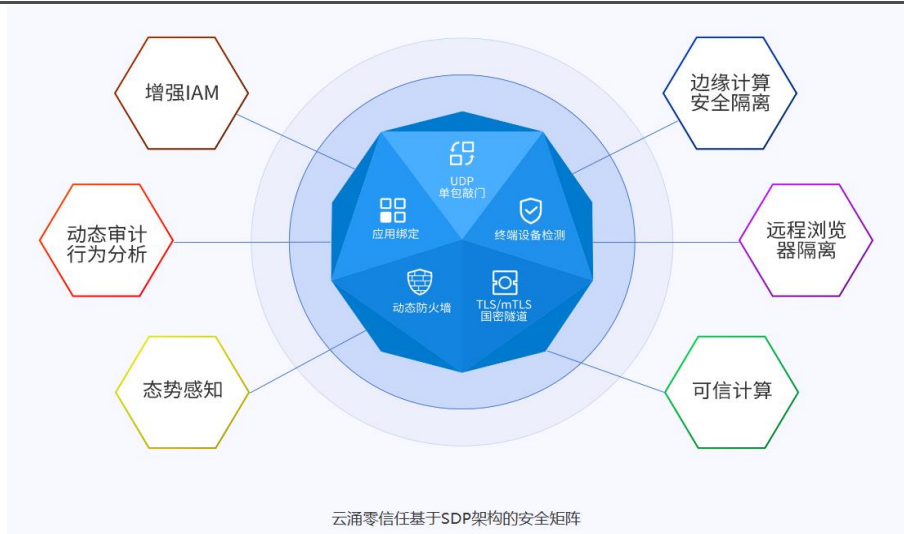 增强IAM
边缘计算
安全隔离
UDP
单包敲门
应用绑定
终端设备检测
动态审计
行为分析
远程浏览
器隔离
动态防火墙
TLS/mTLS
国密隧道
态势感知
可信计算
云涌零信任基于SDP架构的安全矩阵